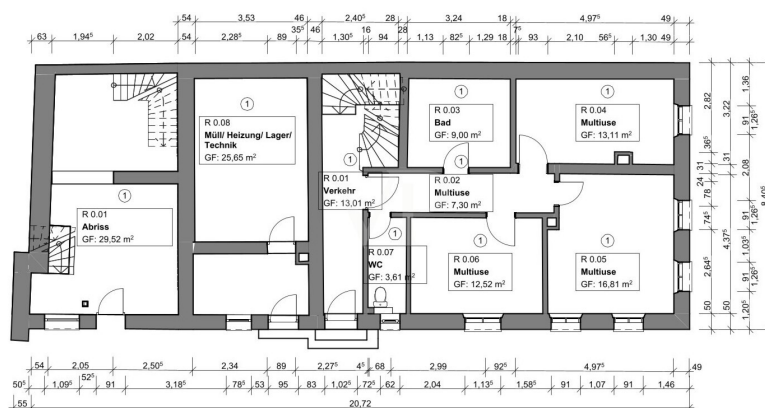 54 3,53 46 2,40⁵ 28 3,24 18 4,97⁵ 49
35⁵ 16 28 7⁵
63 1,94⁵ 2,02 54 2,28⁵ 89 46 1,30⁵ 94 1,13 82⁵ 1,29 18 93 2,10 56⁵ 1,30 49
1
R 0.08
Müll/ Heizung/ Lager/
Technik
GF: 25,65 m²
1
R 0.03
Bad
GF: 9,00 m²
1
R 0.04
Multiuse
GF: 13,11 m²
1
R 0.01
Verkehr
GF: 13,01 m²
1
R 0.02
Multiuse
GF: 7,30 m²
1
R 0.01
Abriss
GF: 29,52 m²
1
R 0.07
WC
GF: 3,61 m²
1
R 0.06
Multiuse
GF: 12,52 m²
1
R 0.05
Multiuse
GF: 16,81 m²
2,82 36⁵ 31 24 78 74⁵ 2,64⁵ 50
3,22 31 4,37⁵ 50
1,36 91 1,26⁵ 2,08 91 1,03⁵ 91 1,26⁵ 1,20⁵
8,40⁵
54 2,05 2,50⁵ 2,34 89 2,27⁵ 4⁵ 68 2,99 92⁵ 4,97⁵ 49
50⁵ 1,09⁵ 52⁵ 91 3,18⁵ 78⁵ 53 95 83 1,02⁵ 72⁵ 62 2,04 1,13⁵ 1,58⁵ 91 1,07 91 1,46
55 20,72